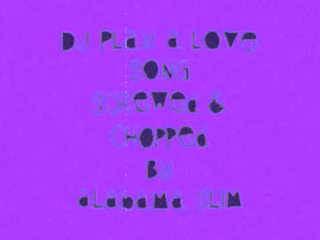 DJ PLay a LOVe
SONG
SCReWed &
CHOPPed
By
aLaBaMa SLIM